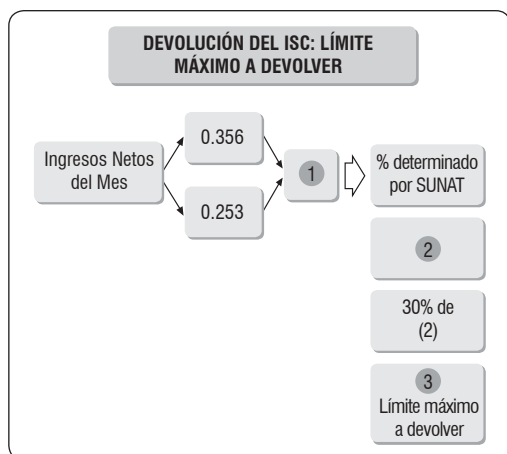 DEVOLUCIÓN DEL ISC: LÍMITE
MÁXIMO A DEVOLVER
Ingresos Netos
del Mes
0.356
0.253
1
% determinado
por SUNAT
2
30% de
(2)
3
Límite máximo
a devolver